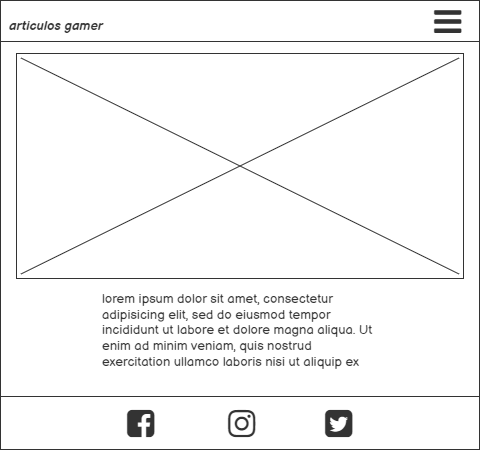 articulos gamer
lorem ipsum dolor sit amet, consectetur
adipisicing elit, sed do eiusmod tempor
incididunt ut labore et dolore magna aliqua. Ut
enim ad minim veniam, quis nostrud
exercitation ullamco laboris nisi ut aliquip ex